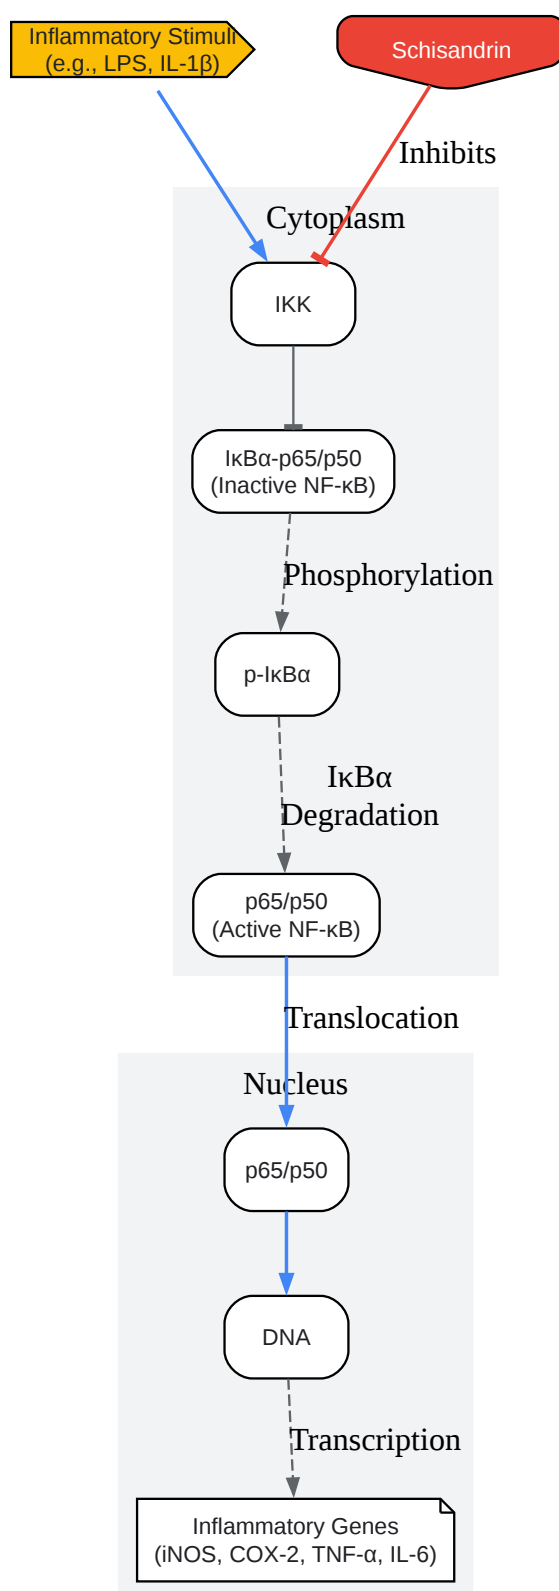 Inflammatory Stimuli
(e.g., LPS, IL-1β)
Schisandrin
Inhibits
Cytoplasm
IKK
IκBα-p65/p50
(Inactive NF-κB)
Phosphorylation
p-IκBα
IκBα
Degradation
p65/p50
(Active NF-κB)
Translocation
Nucleus
p65/p50
DNA
Transcription
Inflammatory Genes
(iNOS, COX-2, TNF-α, IL-6)